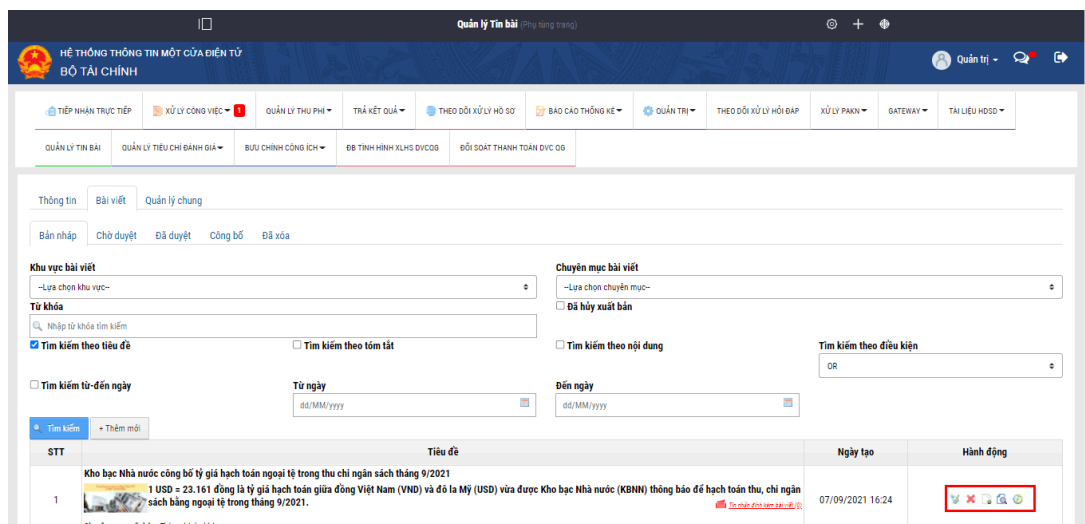 Quản lý Tin bài (Phụ tùng trang)
HỆ THỐNG THÔNG TIN MỘT CỬA ĐIỆN TỬ
BỘ TÀI CHÍNH
Quản trị
TIẾP NHẬN TRỰC TIẾP XỬ LÝ CÔNG VIỆC 1 QUẢN LÝ THU PHÍ TRẢ KẾT QUẢ THEO DÕI XỬ LÝ HỒ SƠ BÁO CÁO THỐNG KÊ QUẢN TRỊ THEO DÕI XỬ LÝ HỎI ĐÁP XỬ LÝ PAKN GATEWAY TÀI LIỆU HDSD
QUẢN LÝ TIN BÀI QUẢN LÝ TIÊU CHÍ ĐÁNH GIÁ BƯU CHÍNH CÔNG ÍCH ĐB TÌNH HÌNH XLHS DVCQG ĐỐI SOÁT THANH TOÁN DVC QG
Thông tin Bài viết Quản lý chung
Bản nháp Chờ duyệt Đã duyệt Công bố Đã xóa
Khu vực bài viết Chuyên mục bài viết
--Lựa chọn khu vực-- --Lựa chọn chuyên mục--
Từ khóa Đã hủy xuất bản
Nhập từ khóa tìm kiếm
Tìm kiếm theo tiêu đề Tìm kiếm theo tóm tắt Tìm kiếm theo nội dung Tìm kiếm theo điều kiện
OR
Tìm kiếm từ-đến ngày Từ ngày Đến ngày
dd/MM/yyyy dd/MM/yyyy
Tìm kiếm + Thêm mới
STT Tiêu đề Ngày tạo Hành động
Kho bạc Nhà nước công bố tỷ giá hạch toán ngoại tệ trong thu chi ngân sách tháng 9/2021
1 USD = 23.161 đồng là tỷ giá hạch toán giữa đồng Việt Nam (VND) và đô la Mỹ (USD) vừa được Kho bạc Nhà nước (KBNN) thông báo để hạch toán thu, chi ngân
1 sách bằng ngoại tệ trong tháng 9/2021. 07/09/2021 16:24
Tin nhắn đính kèm bài viết (0)